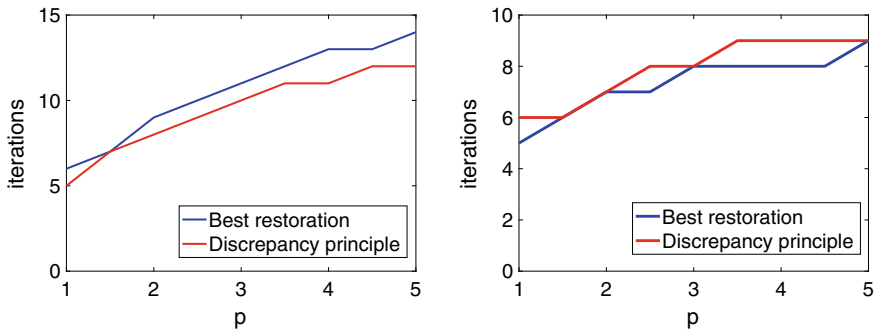 15
10
5
0
iterations
Best restoration
Discrepancy principle
1 2 3 4 5
p
10
8
6
4
2
0
iterations
Best restoration
Discrepancy principle
1 2 3 4 5
p